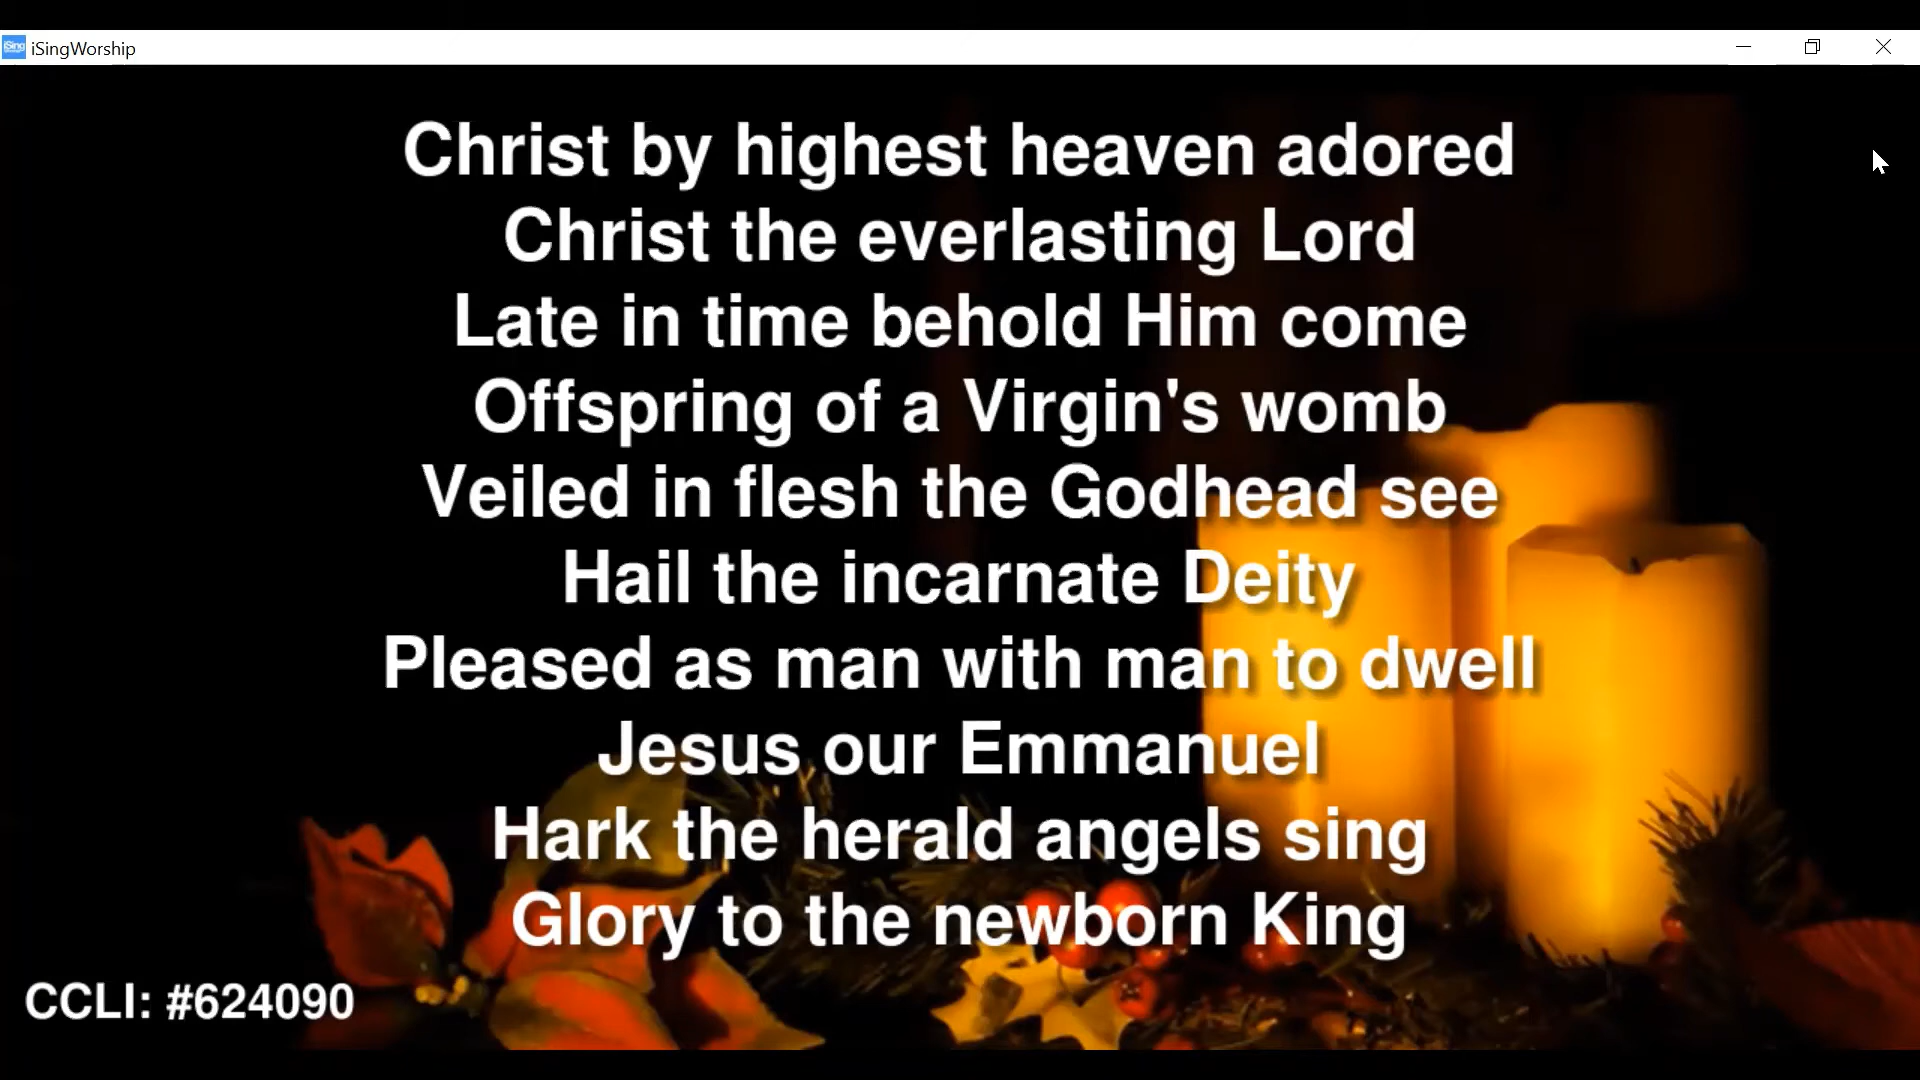 iSingWorship
Christ by highest heaven adored
Christ the everlasting Lord
Late in time behold Him come
Offspring of a Virgin's womb
Veiled in flesh the Godhead see
Hail the incarnate Deity
Pleased as man with man to dwell
Jesus our Emmanuel
Hark the herald angels sing
Glory to the newborn King
CCLI: #624090